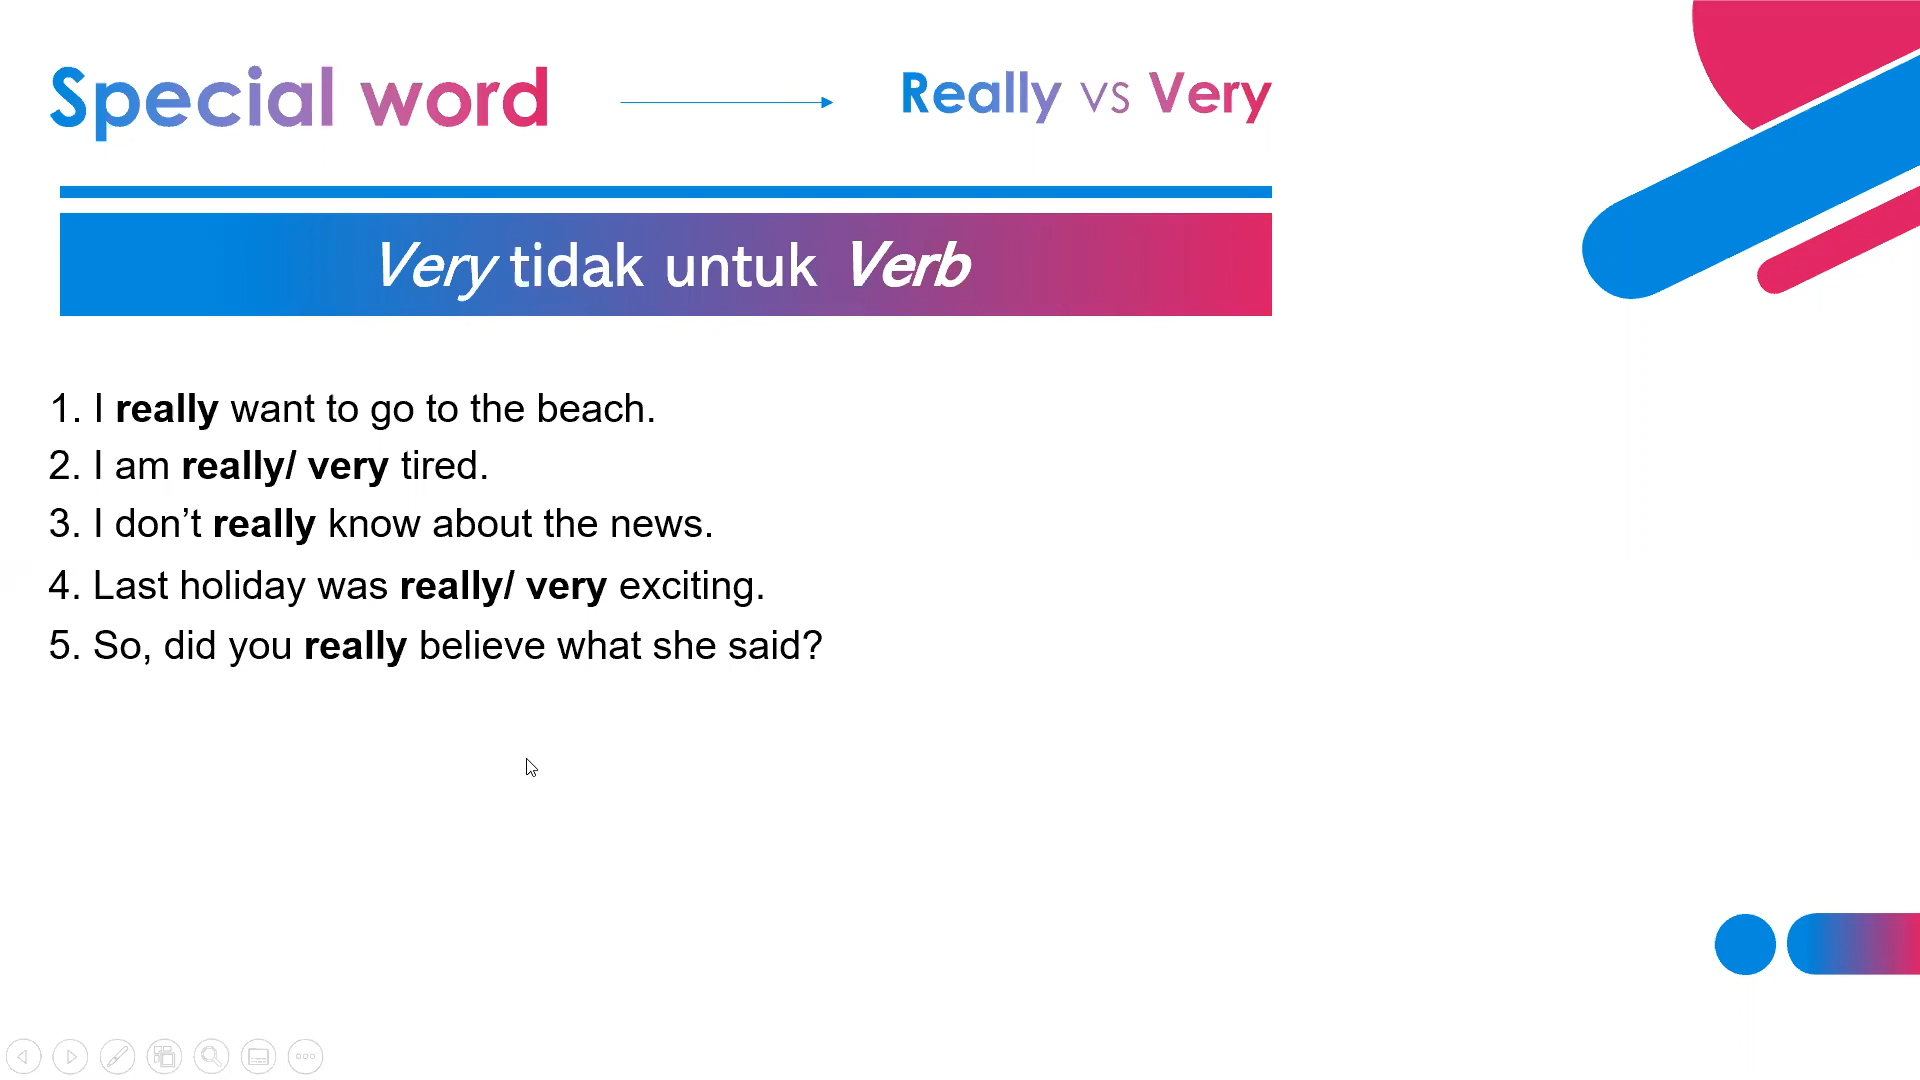 Special word
Really vs Very
Very tidak untuk Verb
1. I really want to go to the beach.
2. I am really/ very tired.
3. I don’t really know about the news.
4. Last holiday was really/ very exciting.
5. So, did you really believe what she said?